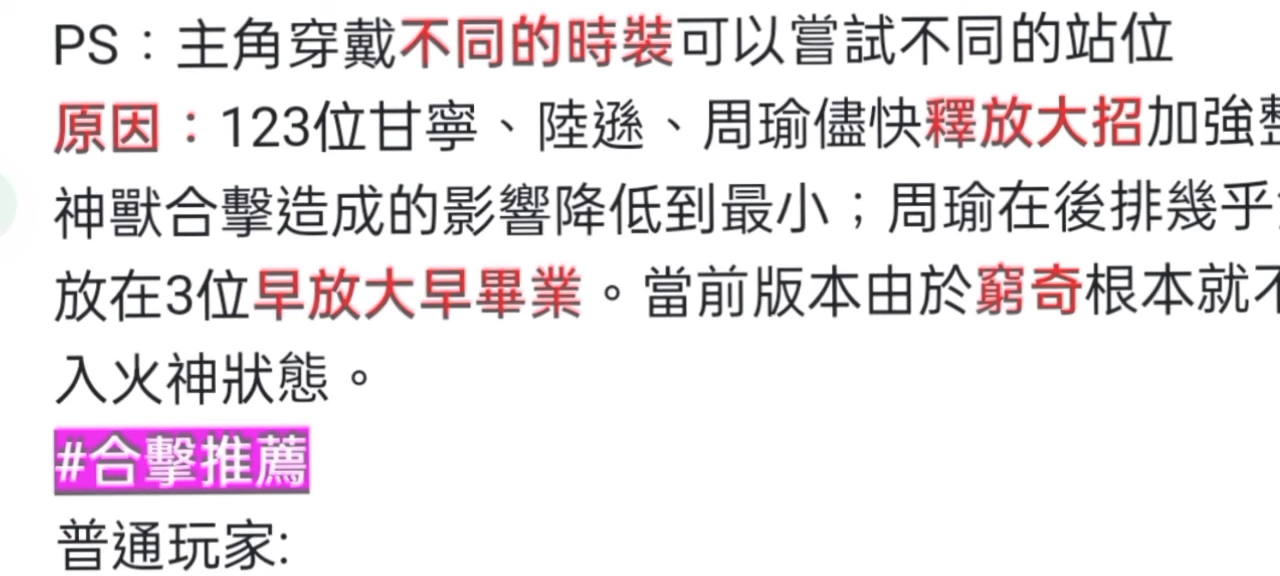 PS：主角穿戴不同的時裝可以嘗試不同的站位
原因：123位甘寧、陸遜、周瑜儘快釋放大招加強整
神獸合擊造成的影響降低到最小；周瑜在後排幾乎
放在3位早放大早畢業。當前版本由於窮奇根本就不
入火神狀態。
#合擊推薦
普通玩家: